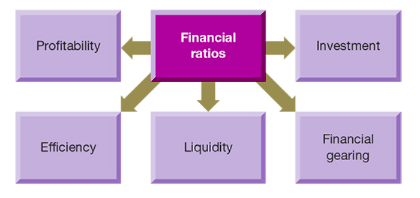 Profitability
Financial
ratios
Investment
Efficiency
Liquidity
Financial
gearing